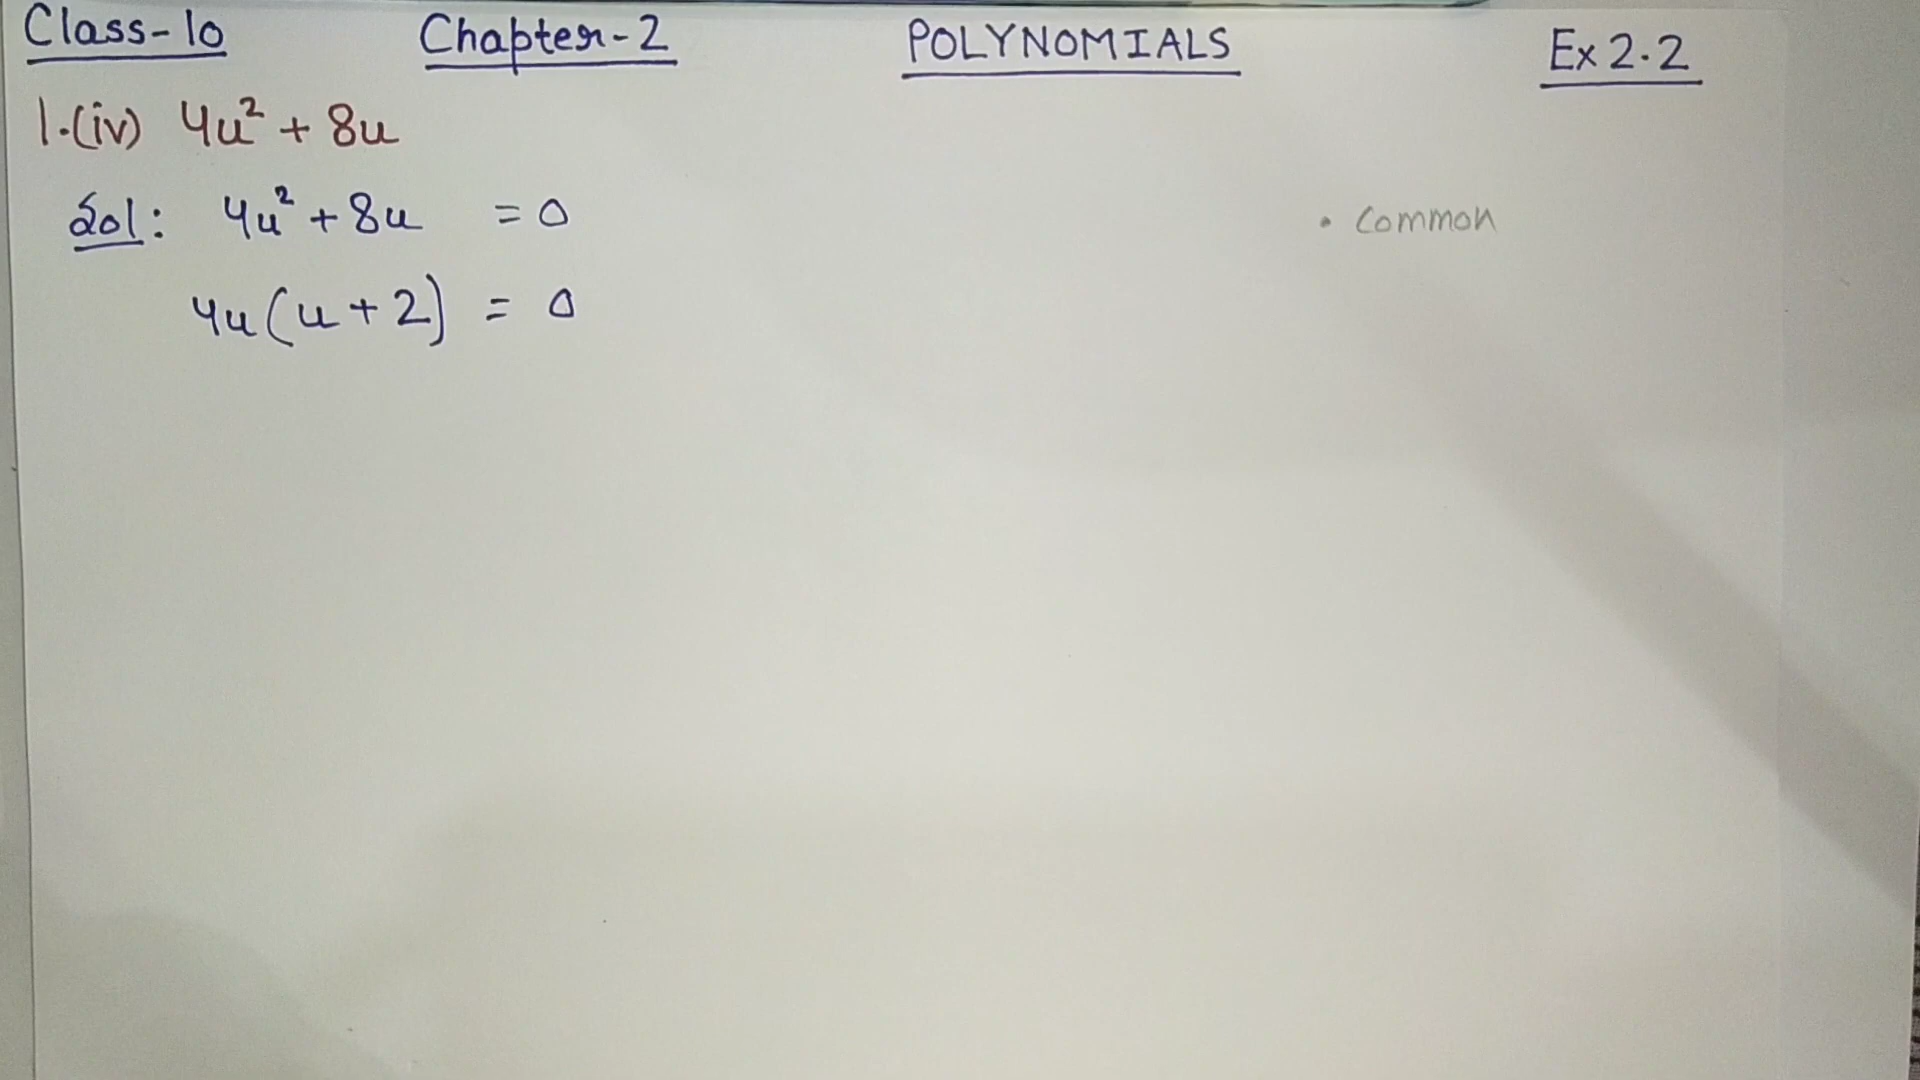 Class-10 Chapter-2 POLYNOMIALS Ex 2.2
1.(iv) 4u² + 8u
Sol: 4u² + 8u = 0
• Common
4u(u+2) = 0